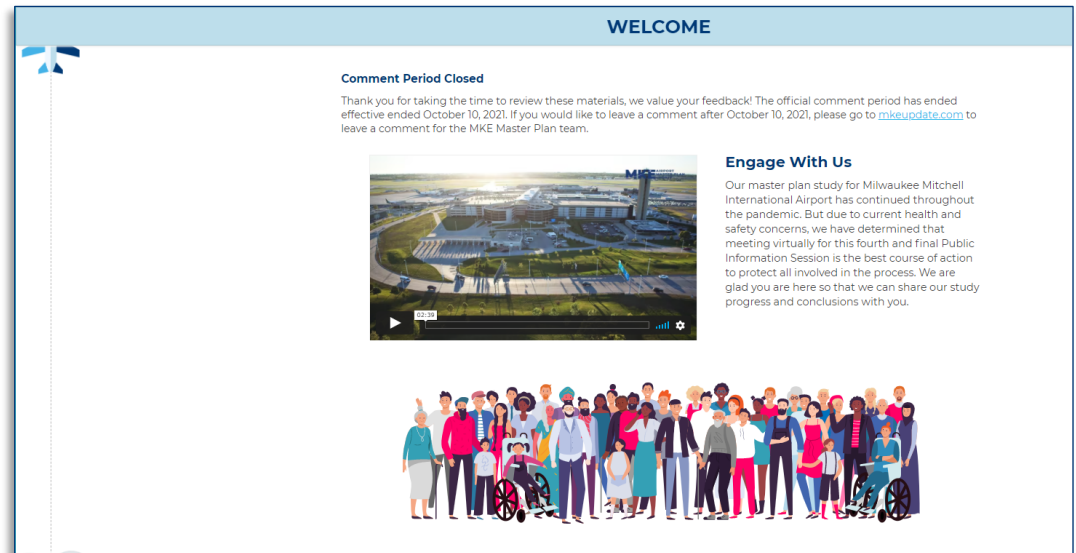 WELCOME
Comment Period Closed
Thank you for taking the time to review these materials, we value your feedback! The official comment period has ended
effective ended October 10, 2021. If you would like to leave a comment after October 10, 2021, please go to mkeupdate.com to
leave a comment for the MKE Master Plan team.
MKE AIRPORT
MASTER PLAN
02:39
Engage With Us
Our master plan study for Milwaukee Mitchell
International Airport has continued throughout
the pandemic. But due to current health and
safety concerns, we have determined that
meeting virtually for this fourth and final Public
Information Session is the best course of action
to protect all involved in the process. We are
glad you are here so that we can share our study
progress and conclusions with you.